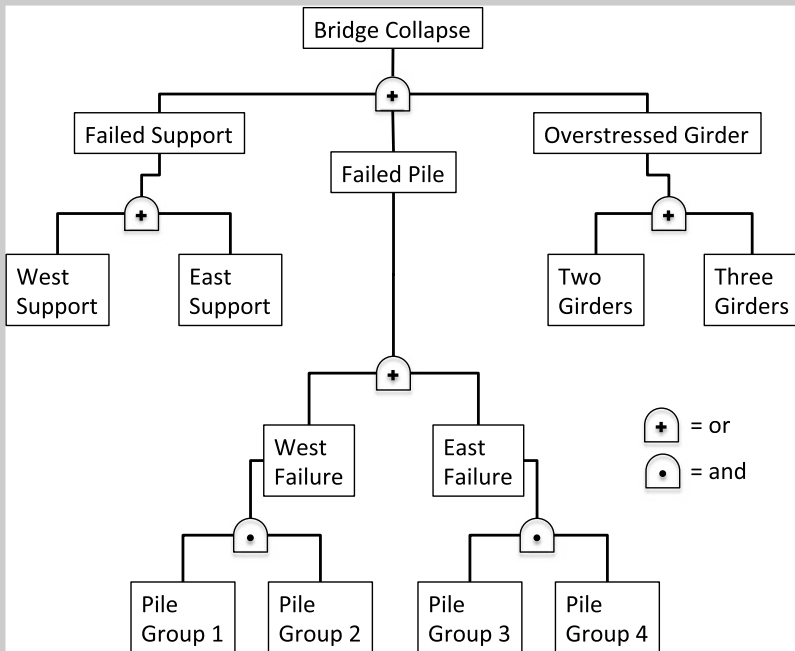 Bridge Collapse
+
Failed Support
Failed Pile
Overstressed Girder
+
+
West
Support
East
Support
Two
Girders
Three
Girders
+
West
Failure
East
Failure
+ = or
• = and
•
•
Pile
Group 1
Pile
Group 2
Pile
Group 3
Pile
Group 4